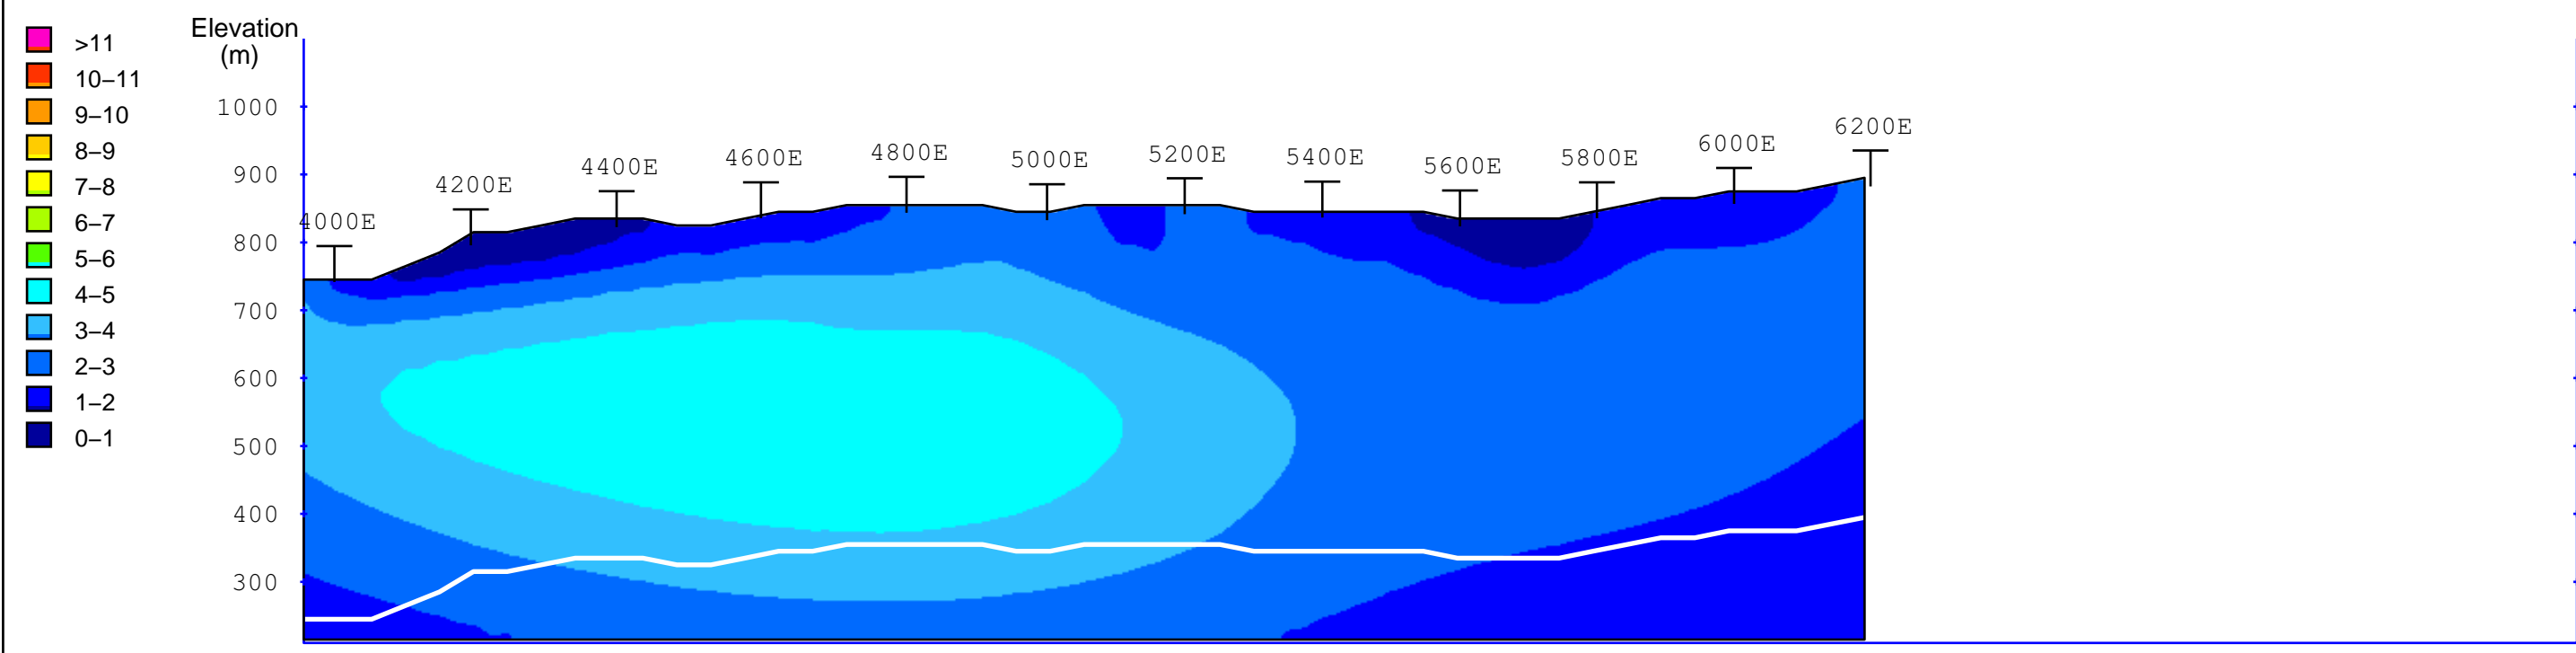 >11
10–11
9–10
8–9
7–8
6–7
5–6
4–5
3–4
2–3
1–2
0–1
Elevation
(m)
1000
900
800
700
600
500
400
300
4000E
4200E
4400E
4600E
4800E
5000E
5200E
5400E
5600E
5800E
6000E
6200E